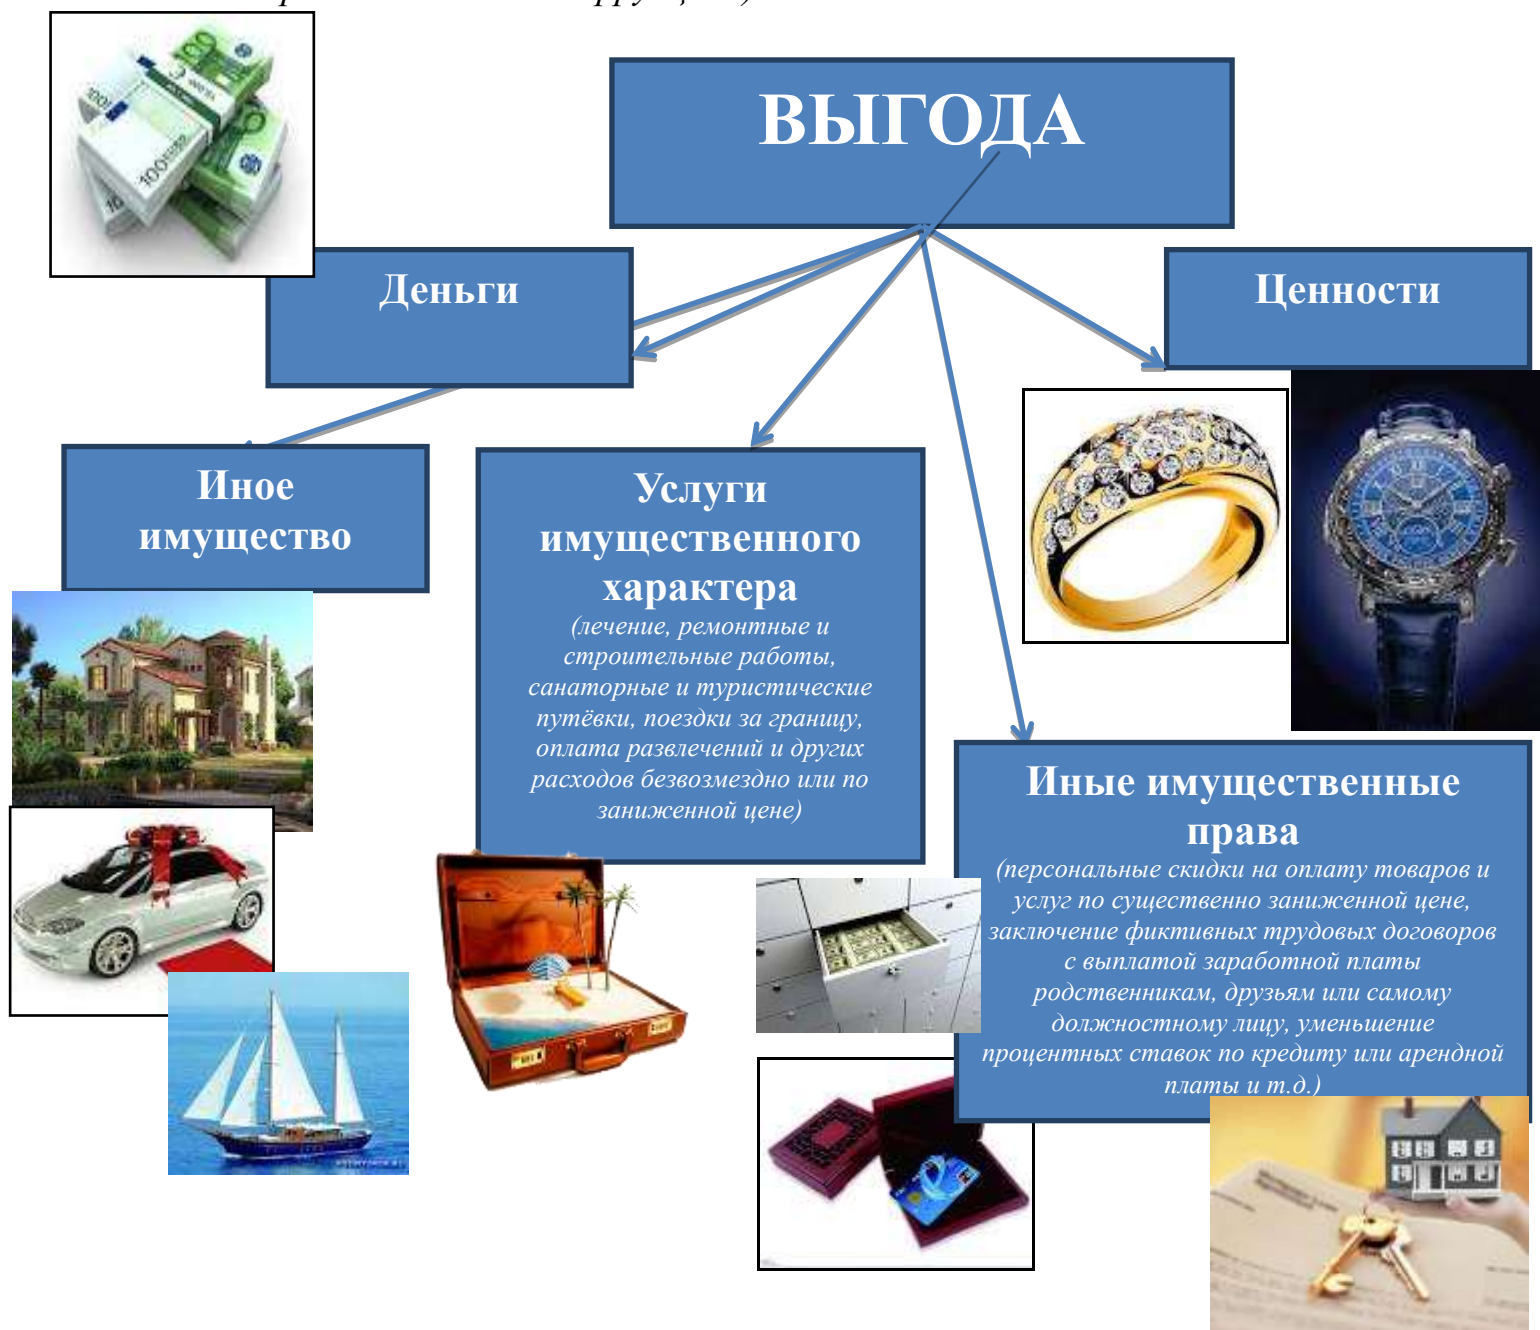 ВЫГОДА
Деньги
Ценности
Иное
имущество
Услуги
имущественного
характера
(лечение, ремонтные и
строительные работы,
санаторные и туристические
путёвки, поездки за границу,
оплата развлечений и других
расходов безвозмездно или по
заниженной цене)
Иные имущественные
права
(персональные скидки на оплату товаров и
услуг по существенно заниженной цене,
заключение фиктивных трудовых договоров
с выплатой заработной платы
родственникам, друзьям или самому
должностному лицу, уменьшение
процентных ставок по кредиту или арендной
платы и т.д.)
100
100
100